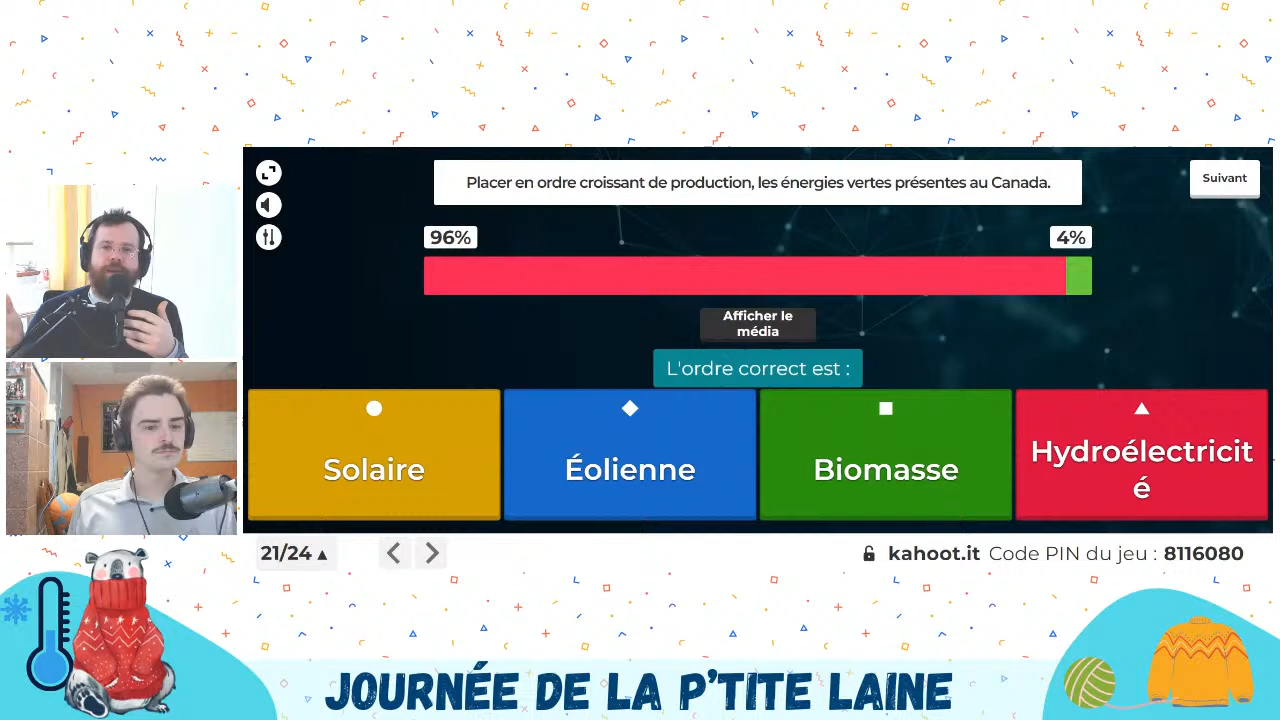 Placer en ordre croissant de production, les énergies vertes présentes au Canada.
Suivant
96%
4%
Afficher le
média
L'ordre correct est :
Solaire
Éolienne
Biomasse
Hydroélectricit
é
21/24 ▲
kahoot.it Code PIN du jeu : 8116080
JOURNÉE DE LA P'TITE LAINE